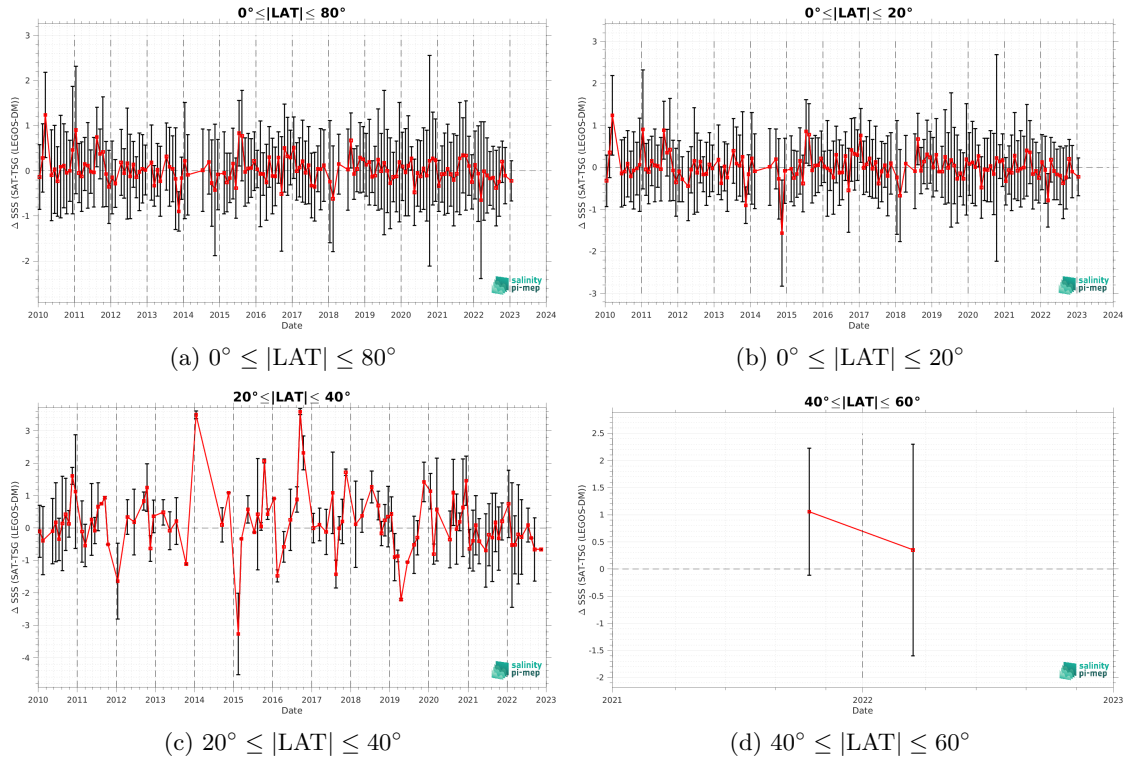 0°≤|LAT|≤ 80°
3
2
1
0
-1
-2
Δ SSS (SAT-TSG (LEGOS-DM))
2010 2011 2012 2013 2014 2015 2016 2017 2018 2019 2020 2021 2022 2023 2024
Date
salinity
pi-mep
(a) 0° ≤ |LAT| ≤ 80°
0°≤|LAT|≤ 20°
3
2
1
0
-1
-2
-3
Δ SSS (SAT-TSG (LEGOS-DM))
2010 2011 2012 2013 2014 2015 2016 2017 2018 2019 2020 2021 2022 2023 2024
Date
salinity
pi-mep
(b) 0° ≤ |LAT| ≤ 20°
20°≤|LAT|≤ 40°
3
2
1
0
-1
-2
-3
-4
Δ SSS (SAT-TSG (LEGOS-DM))
2010 2011 2012 2013 2014 2015 2016 2017 2018 2019 2020 2021 2022 2023
Date
salinity
pi-mep
(c) 20° ≤ |LAT| ≤ 40°
40°≤|LAT|≤ 60°
2.5
2
1.5
1
0.5
0
-0.5
-1
-1.5
-2
Δ SSS (SAT-TSG (LEGOS-DM))
2021 2022 2023
Date
salinity
pi-mep
(d) 40° ≤ |LAT| ≤ 60°